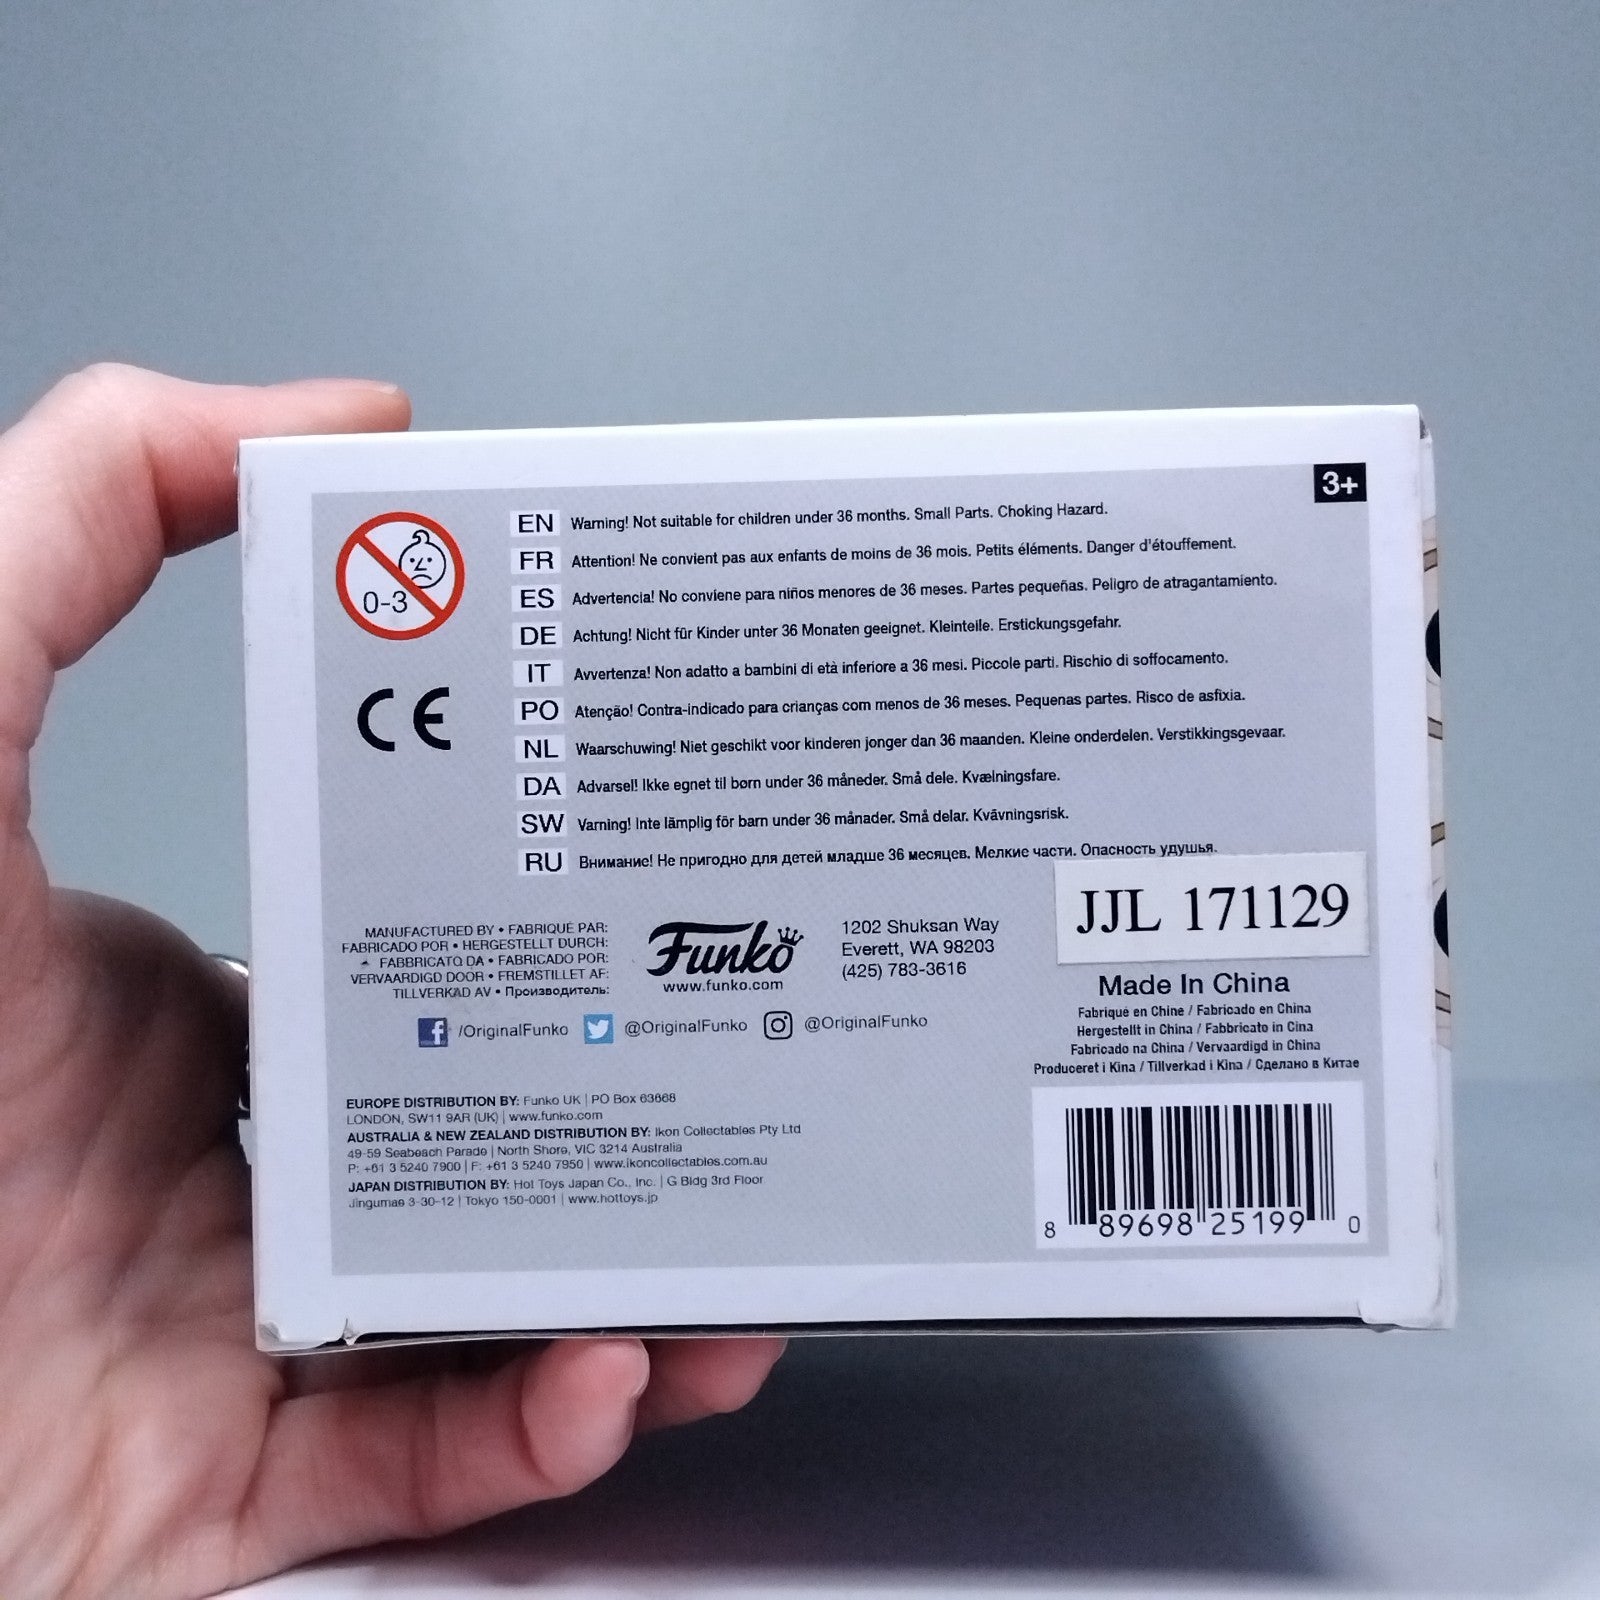 3+
0-3
EN Warning! Not suitable for children under 36 months. Small Parts. Choking Hazard.
FR Attention! Ne convient pas aux enfants de moins de 36 mois. Petits éléments. Danger d'étouffement.
ES Advertencia! No conviene para niños menores de 36 meses. Partes pequeñas. Peligro de atragantamiento.
DE Achtung! Nicht für Kinder unter 36 Monaten geeignet. Kleinteile. Erstickungsgefahr.
IT Avvertenza! Non adatto a bambini di età inferiore a 36 mesi. Piccole parti. Rischio di soffocamento.
PO Atenção! Contra-indicado para crianças com menos de 36 meses. Pequenas partes. Risco de asfixia.
NL Waarschuwing! Niet geschikt voor kinderen jonger dan 36 maanden. Kleine onderdelen. Verstikkingsgevaar.
DA Advarsel! Ikke egnet til børn under 36 måneder. Små dele. Kvælningsfare.
SW Varning! Inte lämplig för barn under 36 månader. Små delar. Kvävningsrisk.
RU Внимание! Не пригодно для детей младше 36 месяцев. Мелкие части. Опасность удушья.
CE
MANUFACTURED BY • FABRIQUÉ PAR:
FABRICADO POR • HERGESTELLT DURCH:
FABBRICATO DA • FABRICADO POR:
VERVAARDIGD DOOR • FREMSTILLET AF:
TILLVERKAD AV • Производитель:
Funko
www.funko.com
1202 Shuksan Way
Everett, WA 98203
(425) 783-3616
/OriginalFunko @OriginalFunko @OriginalFunko
JJL 171129
Made In China
Fabriqué en Chine / Fabricado en China
Hergestellt in China / Fabbricato in Cina
Fabricado na China / Vervaardigd in China
Produceret i Kina / Tillverkad i Kina / Сделано в Китае
EUROPE DISTRIBUTION BY: Funko UK | PO Box 63668
LONDON, SW11 9AR (UK) | www.funko.com
AUSTRALIA & NEW ZEALAND DISTRIBUTION BY: Ikon Collectables Pty Ltd
49-59 Seabeach Parade | North Shore, VIC 3214 Australia
P: +61 3 5240 7900 | F: +61 3 5240 7950 | www.ikoncollectables.com.au
JAPAN DISTRIBUTION BY: Hot Toys Japan Co., Inc. | G Bldg 3rd Floor
Jingumae 3-30-12 | Tokyo 150-0001 | www.hottoys.jp
8 89698 25199 0